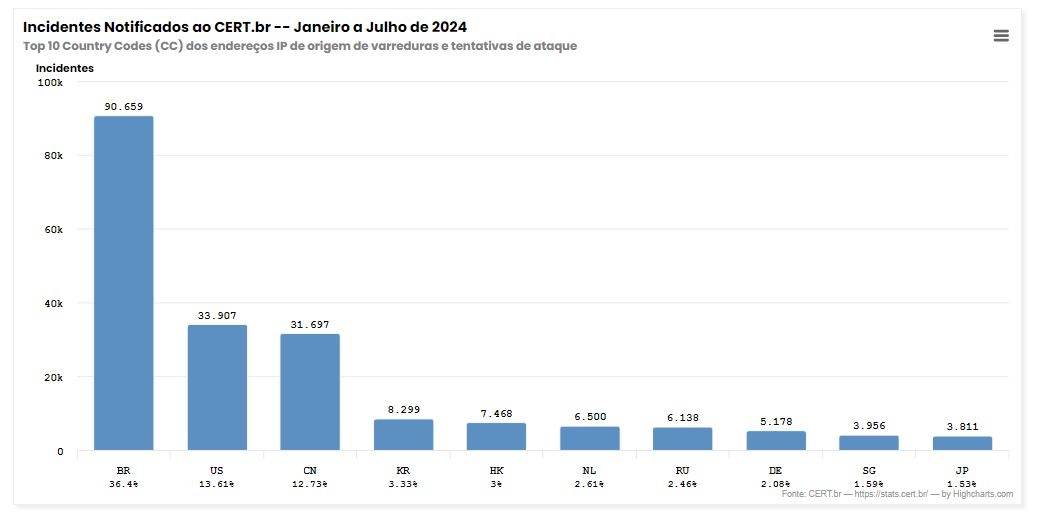 Incidentes Notificados ao CERT.br -- Janeiro a Julho de 2024
Top 10 Country Codes (CC) dos endereços IP de origem de varreduras e tentativas de ataque
Incidentes
100k
80k
60k
40k
20k
0
90.659
33.907
31.697
8.299
7.468
6.500
6.138
5.178
3.956
3.811
BR US CN KR HK NL RU DE SG JP
36.4% 13.61% 12.73% 3.33% 3% 2.61% 2.46% 2.08% 1.59% 1.53%
Fonte: CERT.br — https://stats.cert.br/ — by Highcharts.com